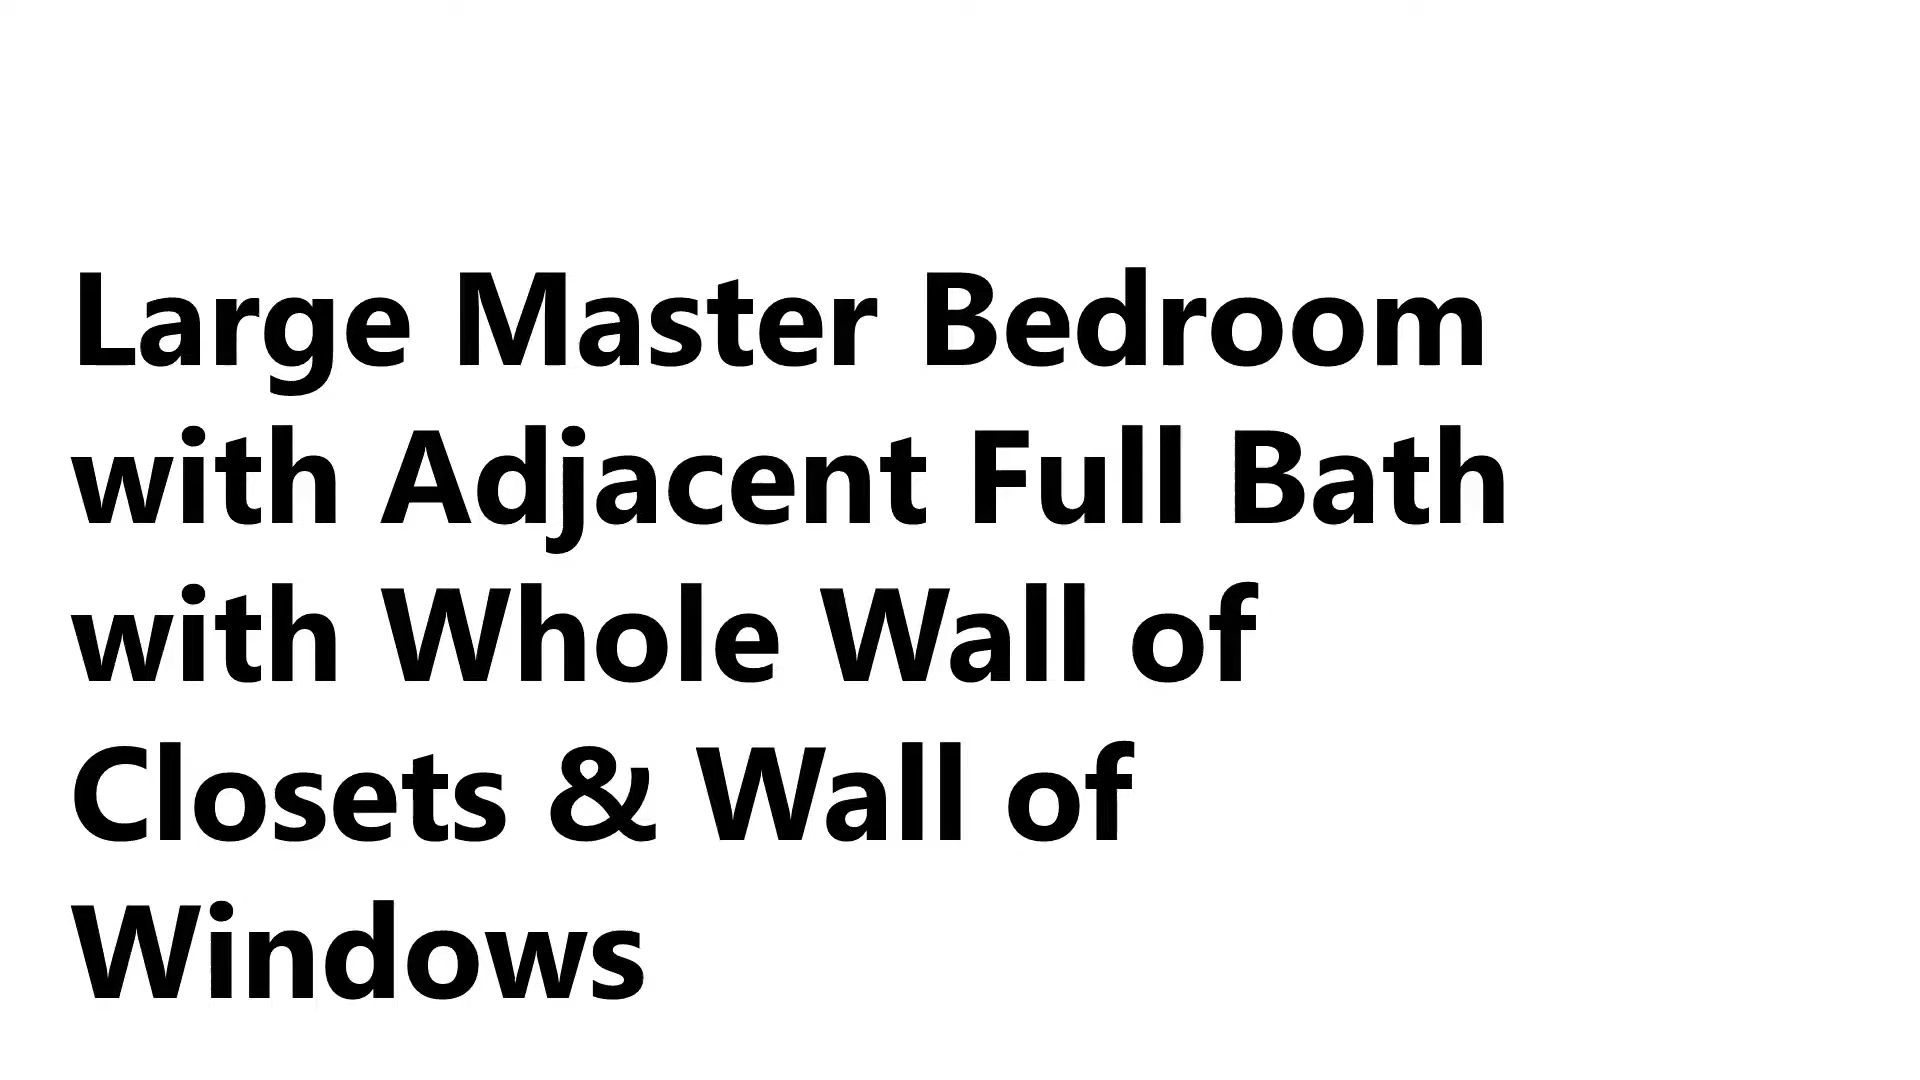 Large Master Bedroom
with Adjacent Full Bath
with Whole Wall of
Closets & Wall of
Windows